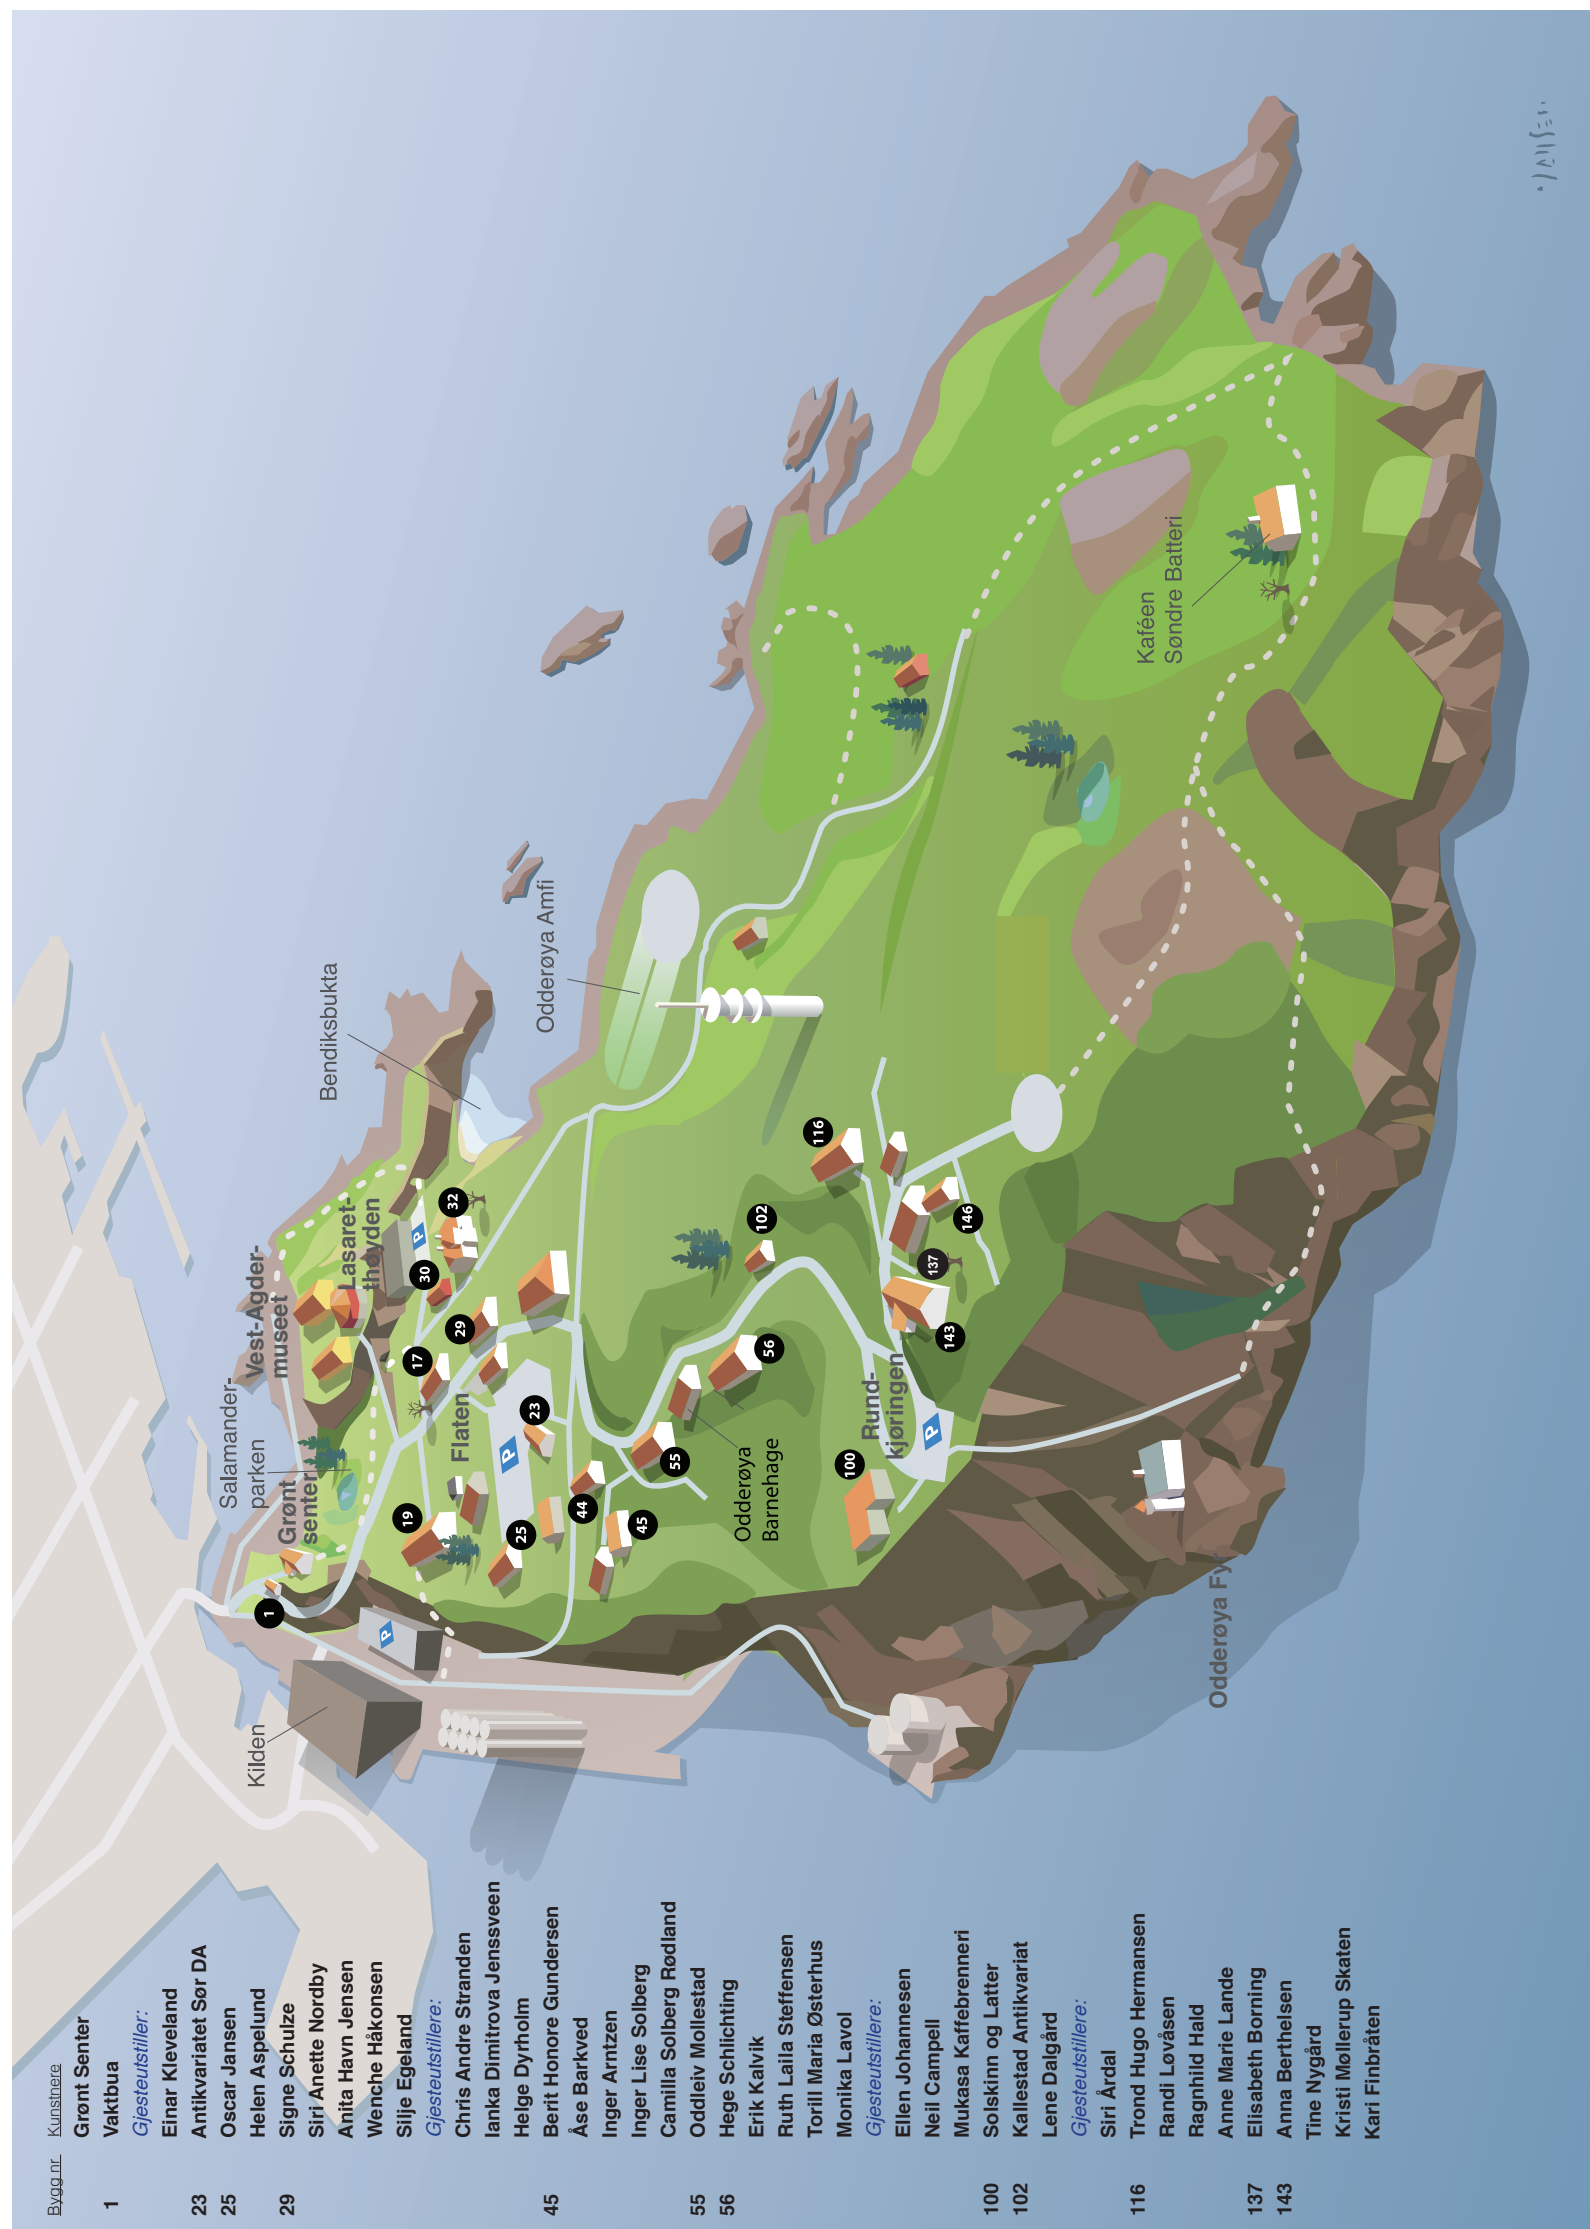 Bygg nr Kunstnere
Grønt Senter
1 Vaktbua
Gjesteutstiller:
Einar Kleveland
23 Antikvariatet Sør DA
25 Oscar Jansen
Helen Aspelund
29 Signe Schulze
Siri Anette Nordby
Anita Havn Jensen
Wenche Håkonsen
Silje Egeland
Gjesteutstillere:
Chris Andre Stranden
Ianka Dimitrova Jenssveen
Helge Dyrholm
45 Berit Honore Gundersen
Åse Barkved
Inger Arntzen
Inger Lise Solberg
Camilla Solberg Rødland
55 Oddleiv Mollestad
56 Hege Schlichting
Erik Kalvik
Ruth Laila Steffensen
Torill Maria Østerhus
Monika Lavol
Gjesteutstillere:
Ellen Johannesen
Neil Campell
Mukasa Kaffebrenneri
100 Solskinn og Latter
102 Kallestad Antikvariat
Lene Dalgård
Gjesteutstillere:
Siri Årdal
116 Trond Hugo Hermansen
Randi Løvåsen
Ragnhild Hald
Anne Marie Lande
137 Elisabeth Borning
143 Anna Berthelsen
Tine Nygård
Kristi Møllerup Skaten
Kari Finbråten
Kilden
Salamander-
parken
Grønt
senter
Vest-Agder-
museet
Lasaret-
thøyden
Bendiksbukta
Odderøya Amfi
Flaten
Odderøya
Barnehage
Rund-
kjøringen
Kaféen
Søndre Batteri
Odderøya Fy
1
19
17
29
30
32
25
23
44
45
55
56
102
116
100
143
137
146
P
P
P
P